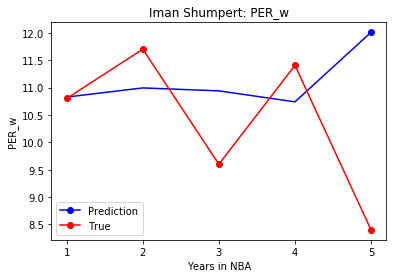 Iman Shumpert: PER_w
12.0
11.5
11.0
10.5
10.0
9.5
9.0
8.5
PER_w
Prediction
True
1 2 3 4 5
Years in NBA